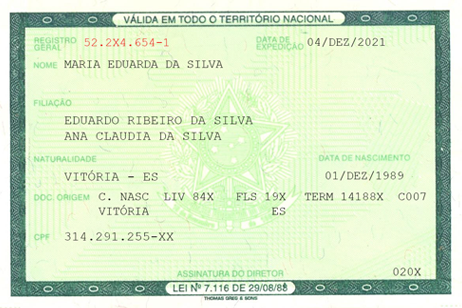 VÁLIDA EM TODO O TERRITÓRIO NACIONAL
REGISTRO GERAL 52.2X4.654-1 DATA DE EXPEDIÇÃO 04/DEZ/2021
NOME MARIA EDUARDA DA SILVA
FILIAÇÃO
EDUARDO RIBEIRO DA SILVA
ANA CLAUDIA DA SILVA
NATURALIDADE DATA DE NASCIMENTO
VITÓRIA - ES 01/DEZ/1989
DOC. ORIGEM C. NASC LIV 84X FLS 19X TERM 14188X C007
VITÓRIA ES
CPF 314.291.255-XX
020X
ASSINATURA DO DIRETOR
LEI Nº 7.116 DE 29/08/83
THOMAS GREG & SONS